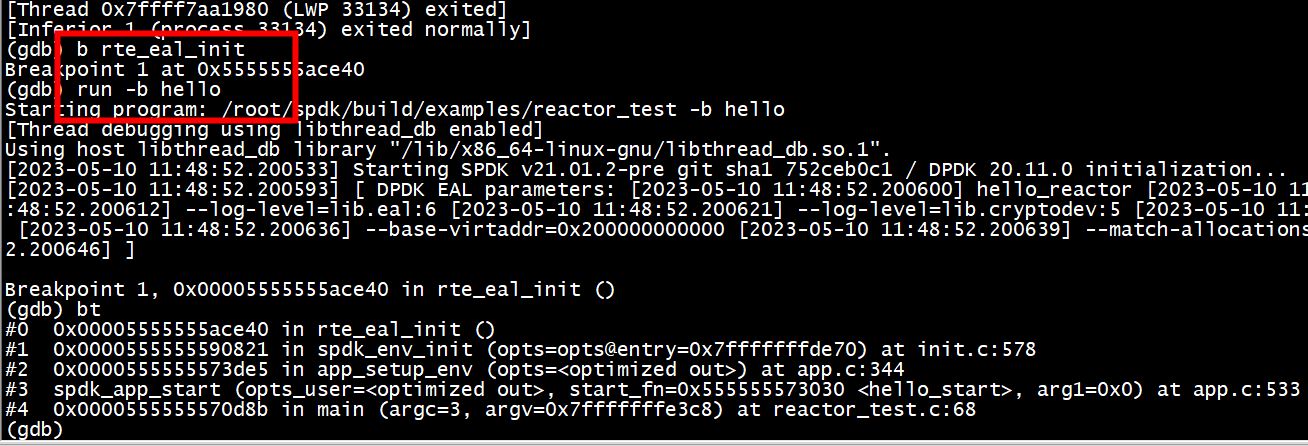 [Thread 0x7ffff7aa1980 (LWP 33134) exited]
[Inferior 1 (process 33134) exited normally]
(gdb) b rte_eal_init
Breakpoint 1 at 0x5555555ace40
(gdb) run -b hello
Starting program: /root/spdk/build/examples/reactor_test -b hello
[Thread debugging using libthread_db enabled]
Using host libthread_db library "/lib/x86_64-linux-gnu/libthread_db.so.1".
[2023-05-10 11:48:52.200533] Starting SPDK v21.01.2-pre git sha1 752ceb0c1 / DPDK 20.11.0 initialization...
[2023-05-10 11:48:52.200593] [ DPDK EAL parameters: [2023-05-10 11:48:52.200600] hello_reactor [2023-05-10 11
:48:52.200612] --log-level=lib.eal:6 [2023-05-10 11:48:52.200621] --log-level=lib.cryptodev:5 [2023-05-10 1
[2023-05-10 11:48:52.200636] --base-virtaddr=0x200000000000 [2023-05-10 11:48:52.200639] --match-allocations
2.200646] ]
Breakpoint 1, 0x00005555555ace40 in rte_eal_init ()
(gdb) bt
#0 0x00005555555ace40 in rte_eal_init ()
#1 0x0000555555590821 in spdk_env_init (opts=opts@entry=0x7fffffffde70) at init.c:578
#2 0x0000555555573de5 in app_setup_env (opts=<optimized out>) at app.c:344
#3 spdk_app_start (opts_user=<optimized out>, start_fn=0x555555573030 <hello_start>, arg1=0x0) at app.c:533
#4 0x0000555555570d8b in main (argc=3, argv=0x7fffffffe3c8) at reactor_test.c:68
(gdb)